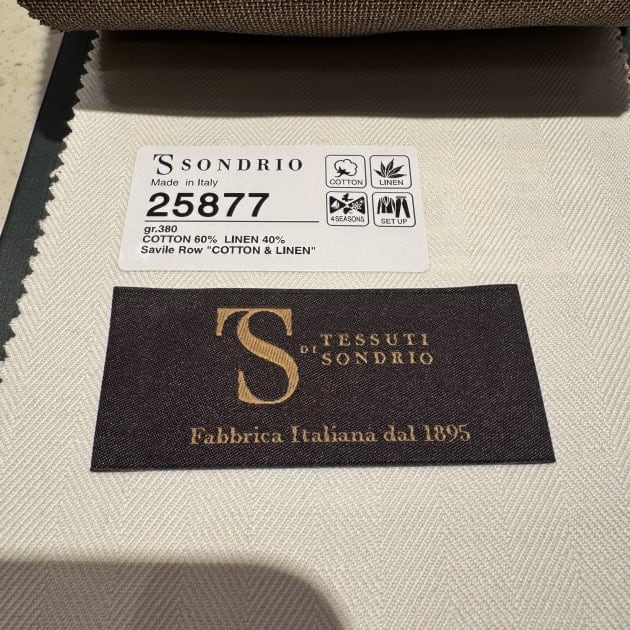 TS SONDRIO
Made in Italy
25877
gr.380
COTTON 60% LINEN 40%
Savile Row "COTTON & LINEN"
COTTON
LINEN
4 SEASONS
SET UP
TS DI TESSUTI
SONDRIO
Fabbrica Italiana dal 1895